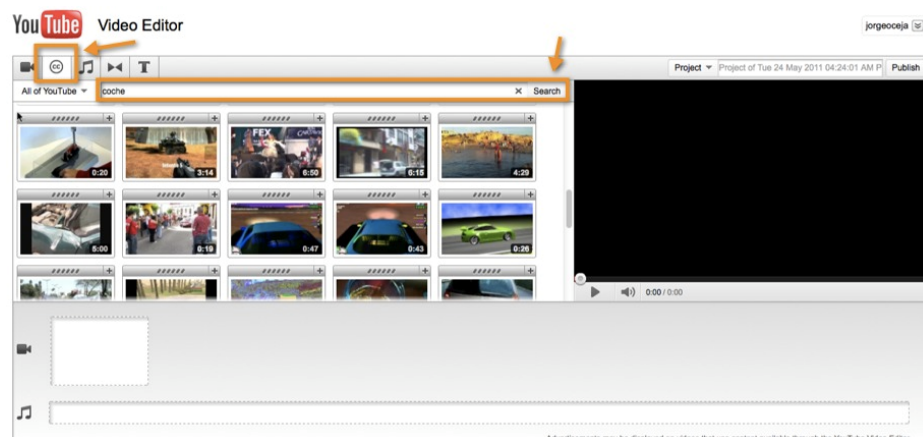 YouTube Video Editor
jorgeoceja
cc T
Project Project of Tue 24 May 2011 04:24:01 AM P Publish
All of YouTube coche × Search
0:20 3:14 6:50 6:15 4:29
5:00 0:19 0:47 0:43 0:26
0:00 / 0:00